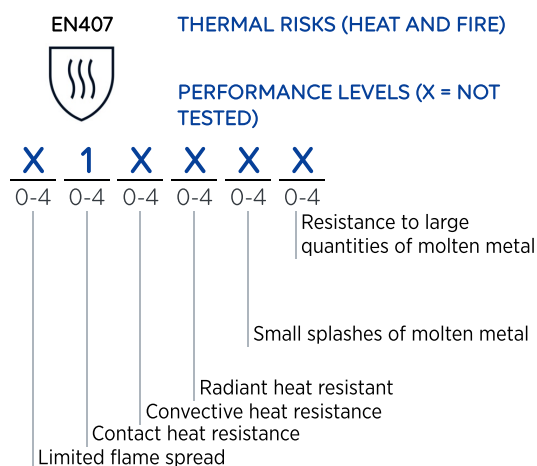 EN407
THERMAL RISKS (HEAT AND FIRE)
PERFORMANCE LEVELS (X = NOT
TESTED)
X 1 X X X X
0-4 0-4 0-4 0-4 0-4 0-4
Resistance to large
quantities of molten metal
Small splashes of molten metal
Radiant heat resistant
Convective heat resistance
Contact heat resistance
Limited flame spread